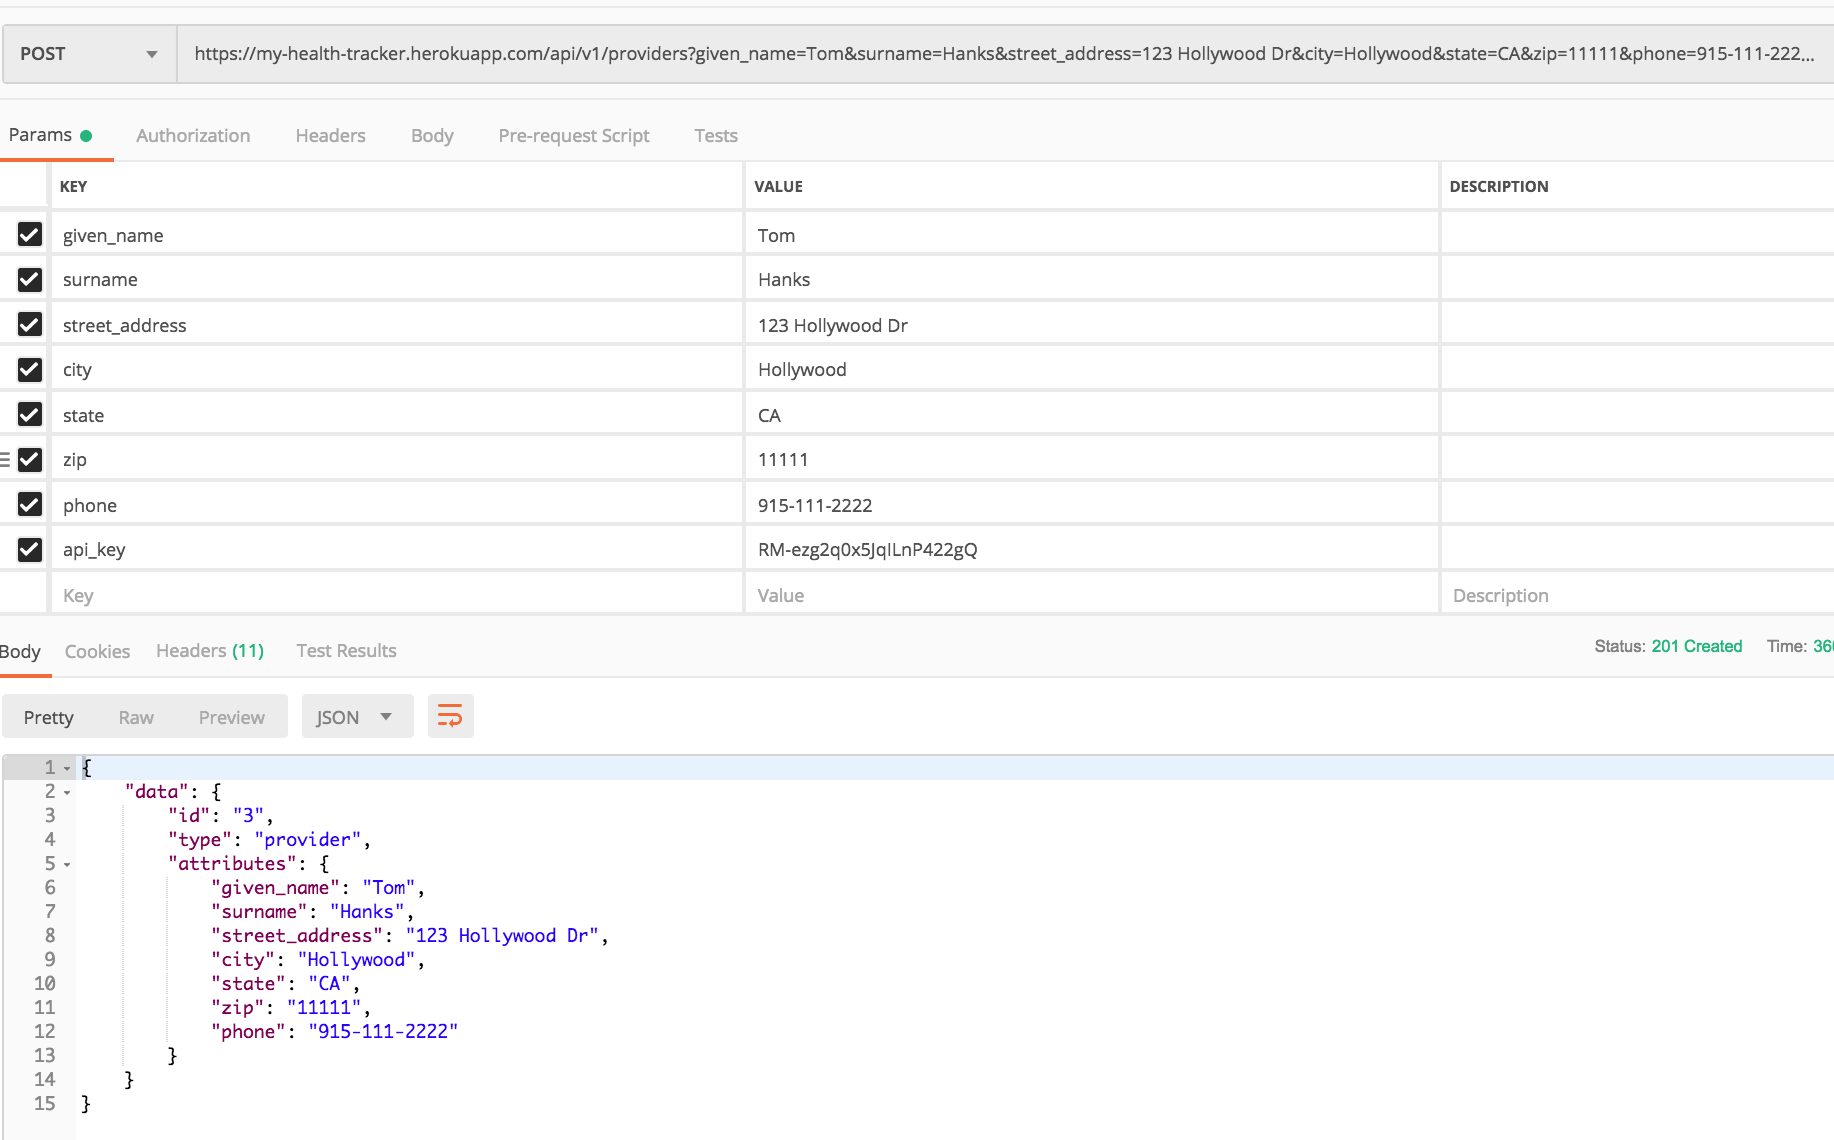 POST https://my-health-tracker.herokuapp.com/api/v1/providers?given_name=Tom&surname=Hanks&street_address=123 Hollywood Dr&city=Hollywood&state=CA&zip=11111&phone=915-111-222...
Params Authorization Headers Body Pre-request Script Tests
KEY VALUE DESCRIPTION
given_name Tom
surname Hanks
street_address 123 Hollywood Dr
city Hollywood
state CA
zip 11111
phone 915-111-2222
api_key RM-ezg2q0x5JqILnP422gQ
Key Value Description
Body Cookies Headers (11) Test Results Status: 201 Created Time: 36
Pretty Raw Preview JSON
1 {
2 "data": {
3 "id": "3",
4 "type": "provider",
5 "attributes": {
6 "given_name": "Tom",
7 "surname": "Hanks",
8 "street_address": "123 Hollywood Dr",
9 "city": "Hollywood",
10 "state": "CA",
11 "zip": "11111",
12 "phone": "915-111-2222"
13 }
14 }
15 }